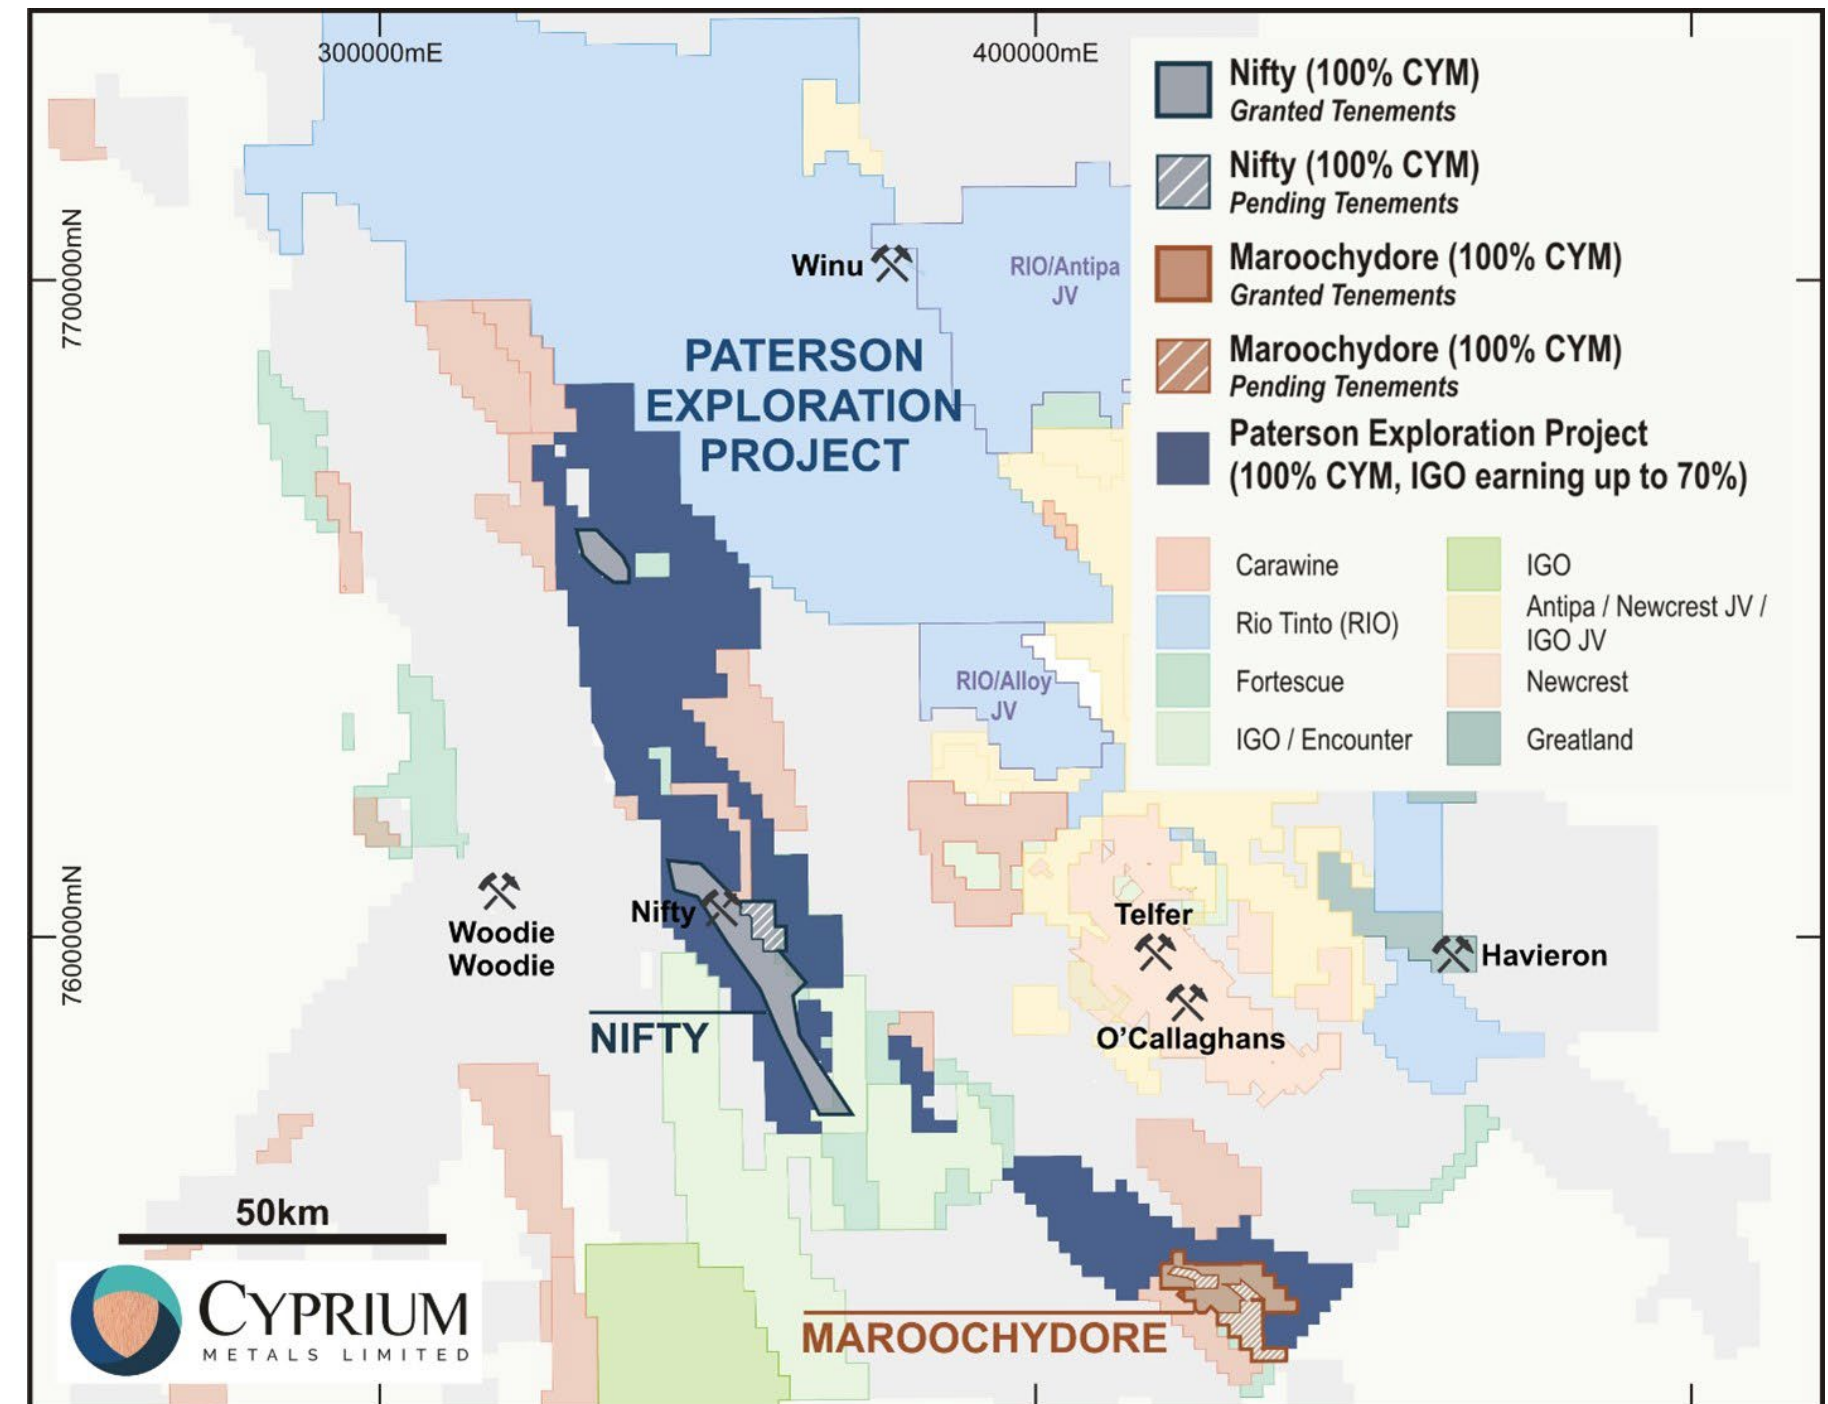 300000mE
400000mE
7700000mN
7600000mN
Nifty (100% CYM)
Granted Tenements
Nifty (100% CYM)
Pending Tenements
Maroochydore (100% CYM)
Granted Tenements
Maroochydore (100% CYM)
Pending Tenements
Paterson Exploration Project
(100% CYM, IGO earning up to 70%)
Carawine
Rio Tinto (RIO)
Fortescue
IGO / Encounter
IGO
Antipa / Newcrest JV /
IGO JV
Newcrest
Greatland
Winu
RIO/Antipa
JV
PATERSON
EXPLORATION
PROJECT
RIO/Alloy
JV
Nifty
Woodie
Woodie
Telfer
Havieron
O'Callaghans
NIFTY
50km
MAROOCHYDORE
CYPRIUM
METALS LIMITED